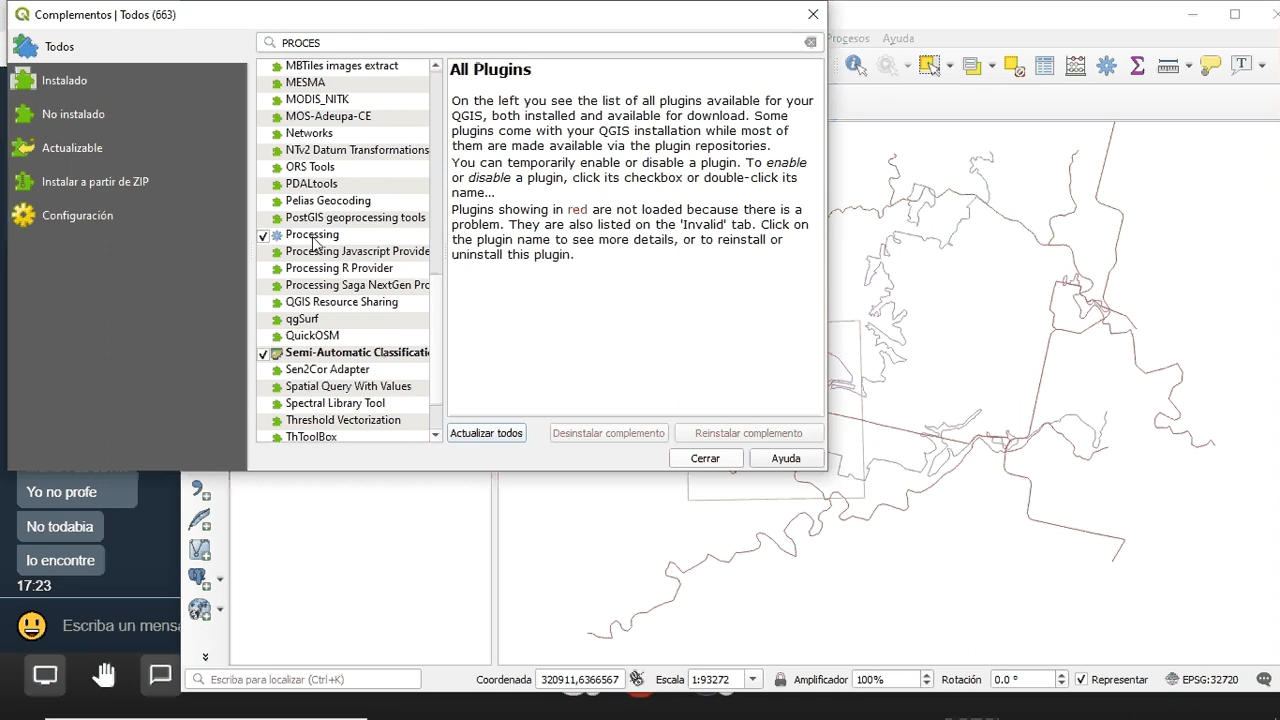 Complementos | Todos (663)
Todos
Instalado
No instalado
Actualizable
Instalar a partir de ZIP
Configuración
PROCES
MBTiles images extract
MESMA
MODIS_NITK
MOS-Adeupa-CE
Networks
NTv2 Datum Transformations
ORS Tools
PDALtools
Pelias Geocoding
PostGIS geoprocessing tools
Processing
Processing Javascript Provide
Processing R Provider
Processing Saga NextGen Pro
QGIS Resource Sharing
qgSurf
QuickOSM
Semi-Automatic Classificati
Sen2Cor Adapter
Spatial Query With Values
Spectral Library Tool
Threshold Vectorization
ThToolBox
All Plugins
On the left you see the list of all plugins available for your
QGIS, both installed and available for download. Some
plugins come with your QGIS installation while most of
them are made available via the plugin repositories.
You can temporarily enable or disable a plugin. To enable
or disable a plugin, click its checkbox or double-click its
name...
Plugins showing in red are not loaded because there is a
problem. They are also listed on the 'Invalid' tab. Click on
the plugin name to see more details, or to reinstall or
uninstall this plugin.
Actualizar todos
Desinstalar complemento
Reinstalar complemento
Cerrar
Ayuda
Procesos
Ayuda
Yo no profe
No todabia
lo encontre
17:23
Escriba un mensa
Escriba para localizar (Ctrl+K)
Coordenada
320911,6366567
Escala
1:93272
Amplificador
100%
Rotación
0.0 °
Representar
EPSG:32720